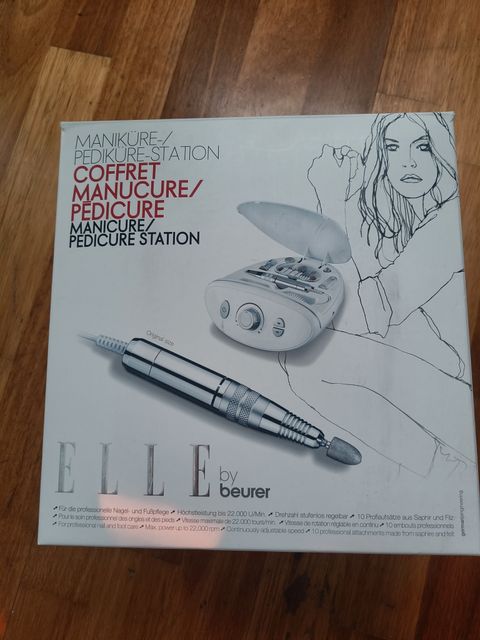 MANIKÜRE/
PEDIKÜRE-STATION
COFFRET
MANUCURE/
PÉDICURE
MANICURE/
PEDICURE STATION
Original size
ELLE by
beurer
Für die professionelle Nagel- und Fußpflege Höchstleistung bis 22.000 U/Min. Drehzahl stufenlos regelbar 10 Profiaufsätze aus Saphir und Filz
Pour le soin professionnel des ongles et des pieds Vitesse maximale de 22.000 tours/min. Vitesse de rotation réglable en continu 10 embouts professionnels
For professional nail and foot care Max. power up to 22,000 rpm Continuously adjustable speed 10 professional attachments made from saphire and felt